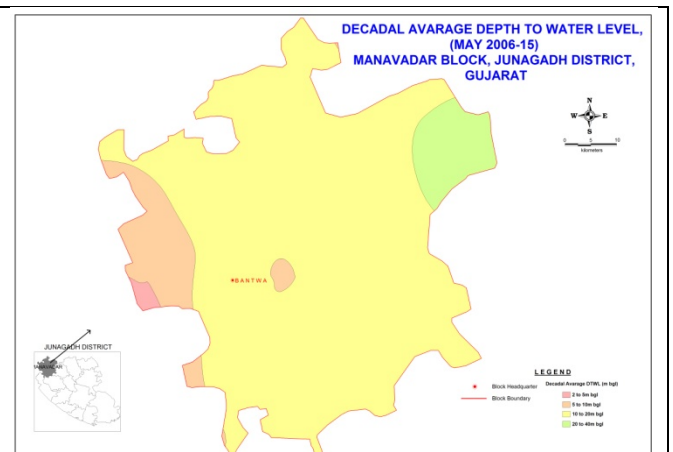 DECADAL AVARAGE DEPTH TO WATER LEVEL,
(MAY 2006-15)
MANAVADAR BLOCK, JUNAGADH DISTRICT,
GUJARAT
N
W E
S
0 5 10
kilometers
BANTWA
JUNAGADH DISTRICT
MANAVADAR
LEGEND
Block Headquarter
Block Boundary
Decadal Avarage DTWL (m bgl)
2 to 5m bgl
5 to 10m bgl
10 to 20m bgl
20 to 40m bgl